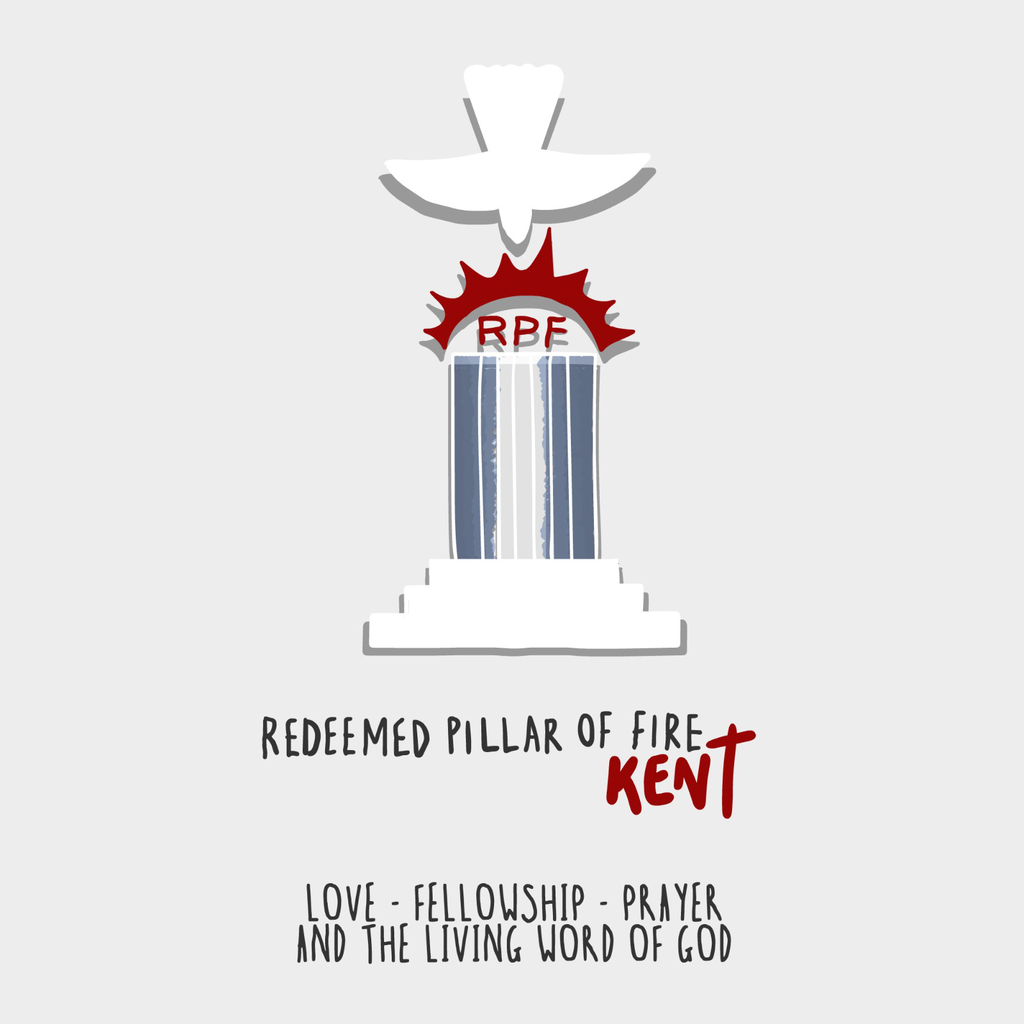 RPF
REDEEMED PILLAR OF FIRE
KENT
LOVE - FELLOWSHIP - PRAYER
AND THE LIVING WORD OF GOD